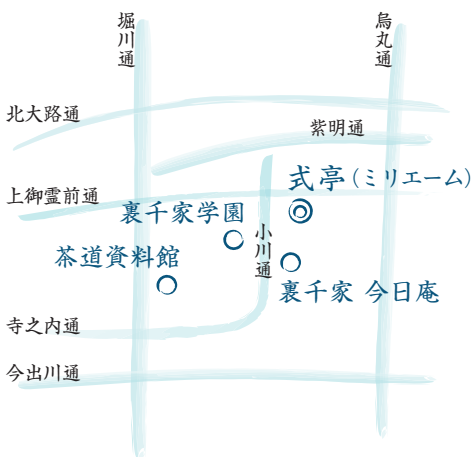 堀川通
烏丸通
北大路通
紫明通
式亭(ミリエーム)
上御霊前通
裏千家学園
小川通
茶道資料館
裏千家 今日庵
寺之内通
今出川通